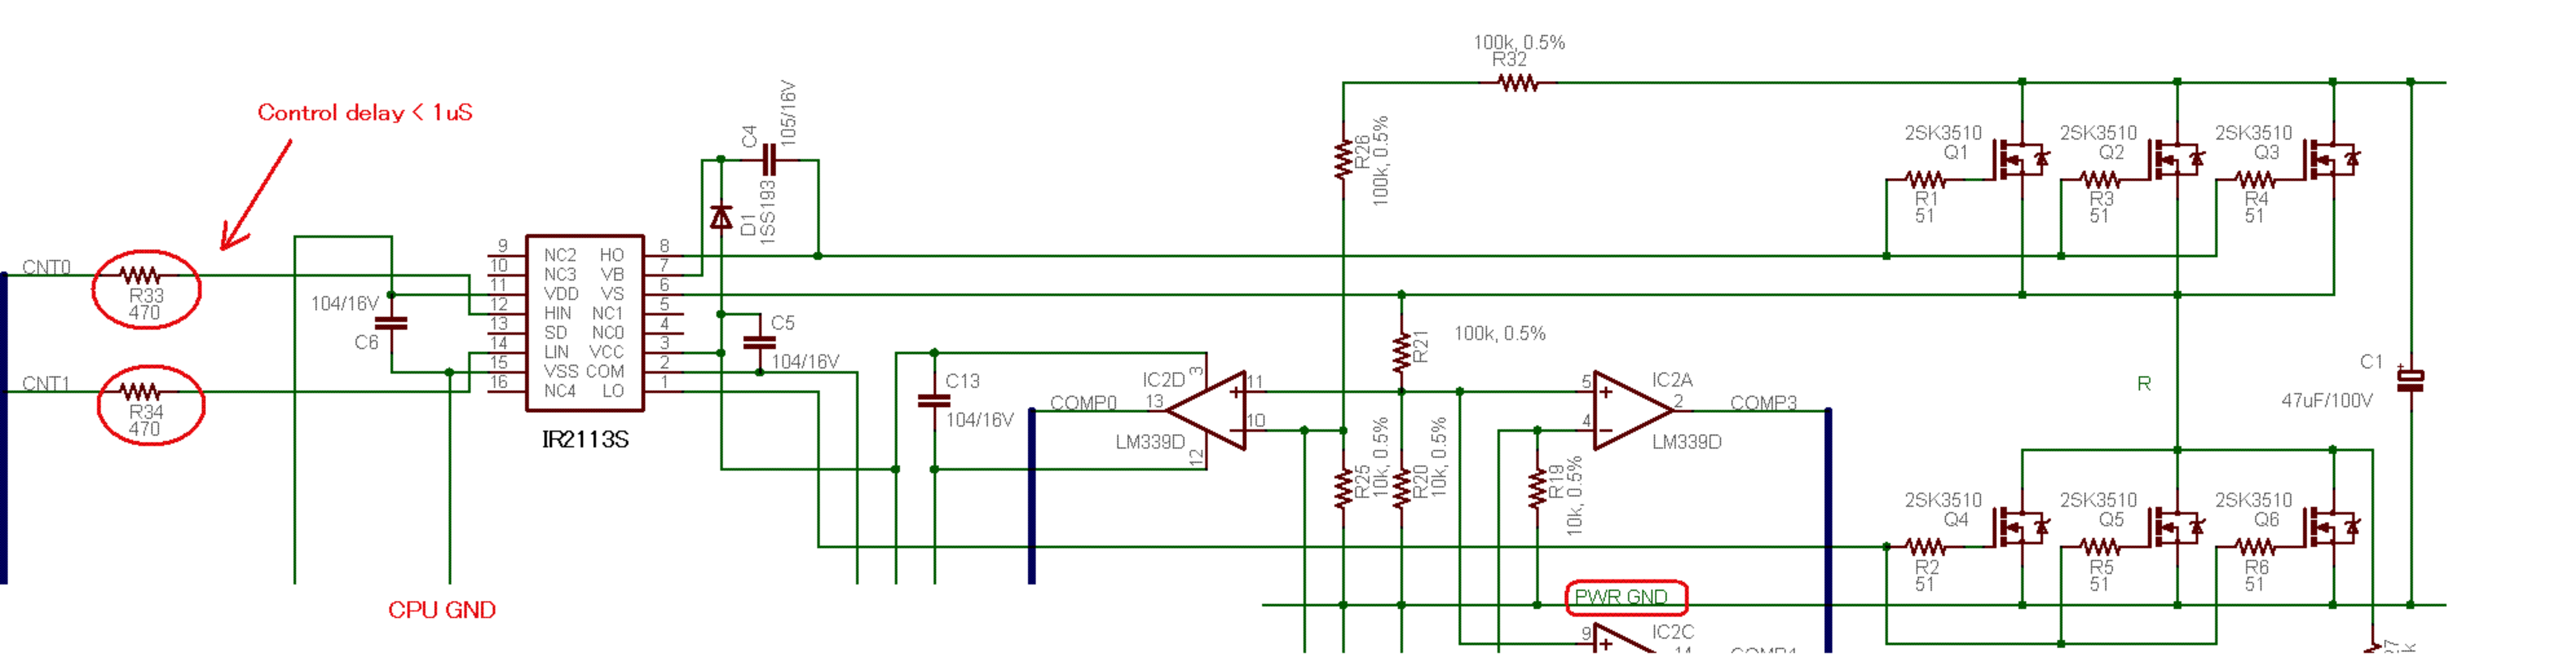 100k, 0.5%
R32
Control delay < 1uS
C4
105/16V
D1
1SS193
R26
100k, 0.5%
2SK3510
Q1
2SK3510
Q2
2SK3510
Q3
R1
51
R3
51
R4
51
CNT0
R33
470
CNT1
R34
470
104/16V
C6
9 NC2 HO 8
10 NC3 VB 7
11 VDD VS 6
12 HIN NC1 5
13 SD NC0 4
14 LIN VCC 3
15 VSS COM 2
16 NC4 LO 1
IR2113S
C5
104/16V
C13
104/16V
COMP0
IC2D
3
13
11
+
10
−
12
LM339D
R21
100k, 0.5%
R25
10k, 0.5%
R20
10k, 0.5%
R19
10k, 0.5%
5
+
4
−
IC2A
2
COMP3
LM339D
R
C1
+
47uF/100V
2SK3510
Q4
2SK3510
Q5
2SK3510
Q6
R2
51
R5
51
R6
51
CPU GND
PWR GND
IC2C
9
+
14